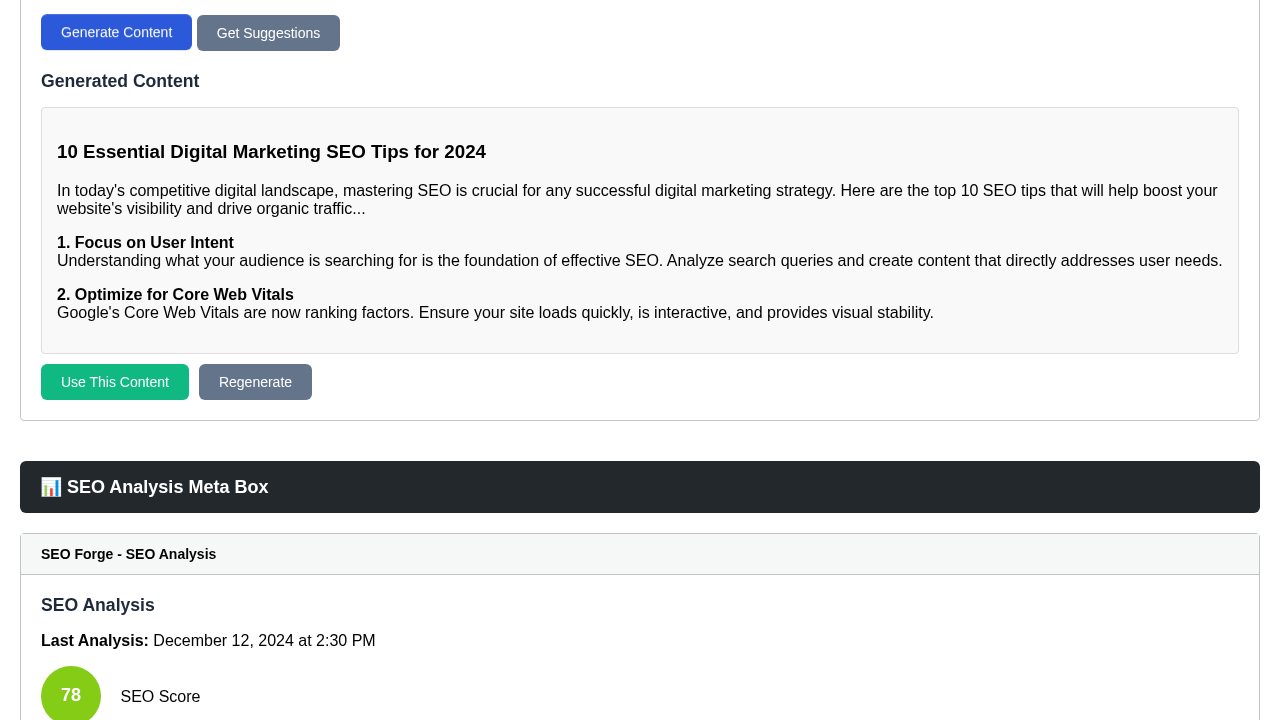 Generate Content
Get Suggestions
Generated Content
10 Essential Digital Marketing SEO Tips for 2024
In today's competitive digital landscape, mastering SEO is crucial for any successful digital marketing strategy. Here are the top 10 SEO tips that will help boost your
website's visibility and drive organic traffic...
1. Focus on User Intent
Understanding what your audience is searching for is the foundation of effective SEO. Analyze search queries and create content that directly addresses user needs.
2. Optimize for Core Web Vitals
Google's Core Web Vitals are now ranking factors. Ensure your site loads quickly, is interactive, and provides visual stability.
Use This Content
Regenerate
📊 SEO Analysis Meta Box
SEO Forge - SEO Analysis
SEO Analysis
Last Analysis: December 12, 2024 at 2:30 PM
78
SEO Score